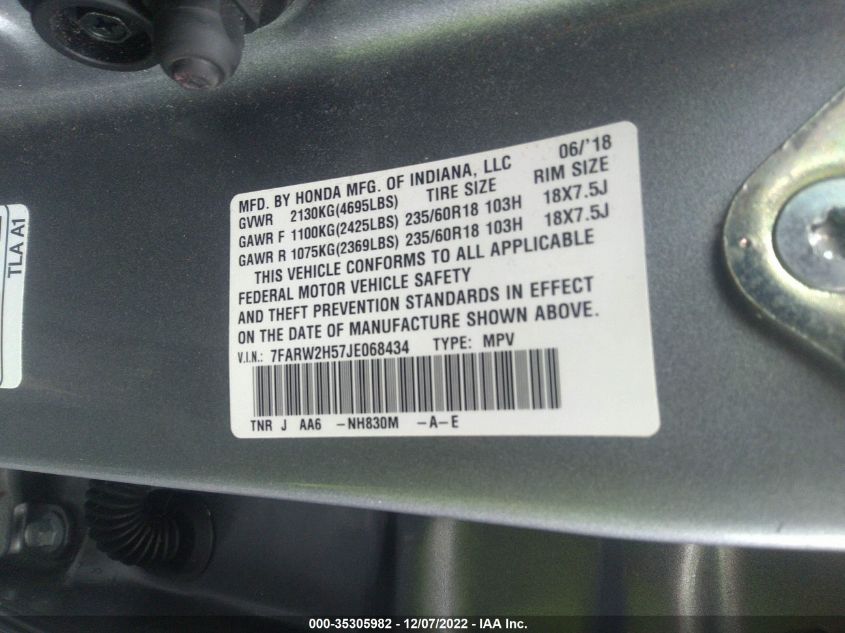 TLA A1
MFD. BY HONDA MFG. OF INDIANA, LLC 06/'18
GVWR 2130KG(4695LBS) TIRE SIZE RIM SIZE
GAWR F 1100KG(2425LBS) 235/60R18 103H 18X7.5J
GAWR R 1075KG(2369LBS) 235/60R18 103H 18X7.5J
THIS VEHICLE CONFORMS TO ALL APPLICABLE
FEDERAL MOTOR VEHICLE SAFETY
AND THEFT PREVENTION STANDARDS IN EFFECT
ON THE DATE OF MANUFACTURE SHOWN ABOVE.
V.I.N.: 7FARW2H57JE068434 TYPE: MPV
TNR J AA6 -NH830M -A-E
000-35305982 - 12/07/2022 - IAA Inc.